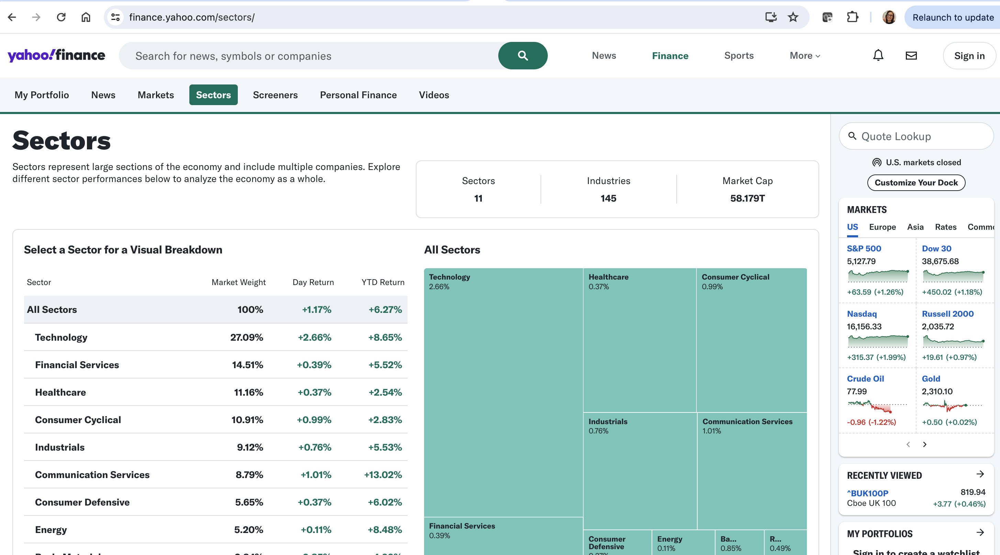 finance.yahoo.com/sectors/
Relaunch to update
yahoo!finance
Search for news, symbols or companies
News
Finance
Sports
More
Sign in
My Portfolio
News
Markets
Sectors
Screeners
Personal Finance
Videos
Sectors
Sectors represent large sections of the economy and include multiple companies. Explore
different sector performances below to analyze the economy as a whole.
Sectors
11
Industries
145
Market Cap
58.179T
Select a Sector for a Visual Breakdown
Sector Market Weight Day Return YTD Return
All Sectors 100% +1.17% +6.27%
Technology 27.09% +2.66% +8.65%
Financial Services 14.51% +0.39% +5.52%
Healthcare 11.16% +0.37% +2.54%
Consumer Cyclical 10.91% +0.99% +2.83%
Industrials 9.12% +0.76% +5.53%
Communication Services 8.79% +1.01% +13.02%
Consumer Defensive 5.65% +0.37% +6.02%
Energy 5.20% +0.11% +8.48%
All Sectors
Technology
2.66%
Healthcare
0.37%
Consumer Cyclical
0.99%
Industrials
0.76%
Communication Services
1.01%
Financial Services
0.39%
Consumer
Defensive
Energy
0.11%
Ba...
0.85%
R...
0.49%
Quote Lookup
U.S. markets closed
Customize Your Dock
MARKETS
US Europe Asia Rates
S&P 500
5,127.79
+63.59 (+1.26%)
Dow 30
38,675.68
+450.02 (+1.18%)
Nasdaq
16,156.33
+315.37 (+1.99%)
Russell 2000
2,035.72
+19.61 (+0.97%)
Crude Oil
77.99
-0.96 (-1.22%)
Gold
2,310.10
+0.50 (+0.02%)
RECENTLY VIEWED
^BUK100P 819.94
Cboe UK 100 +3.77 (+0.46%)
MY PORTFOLIOS
Sign in to create a watchlist